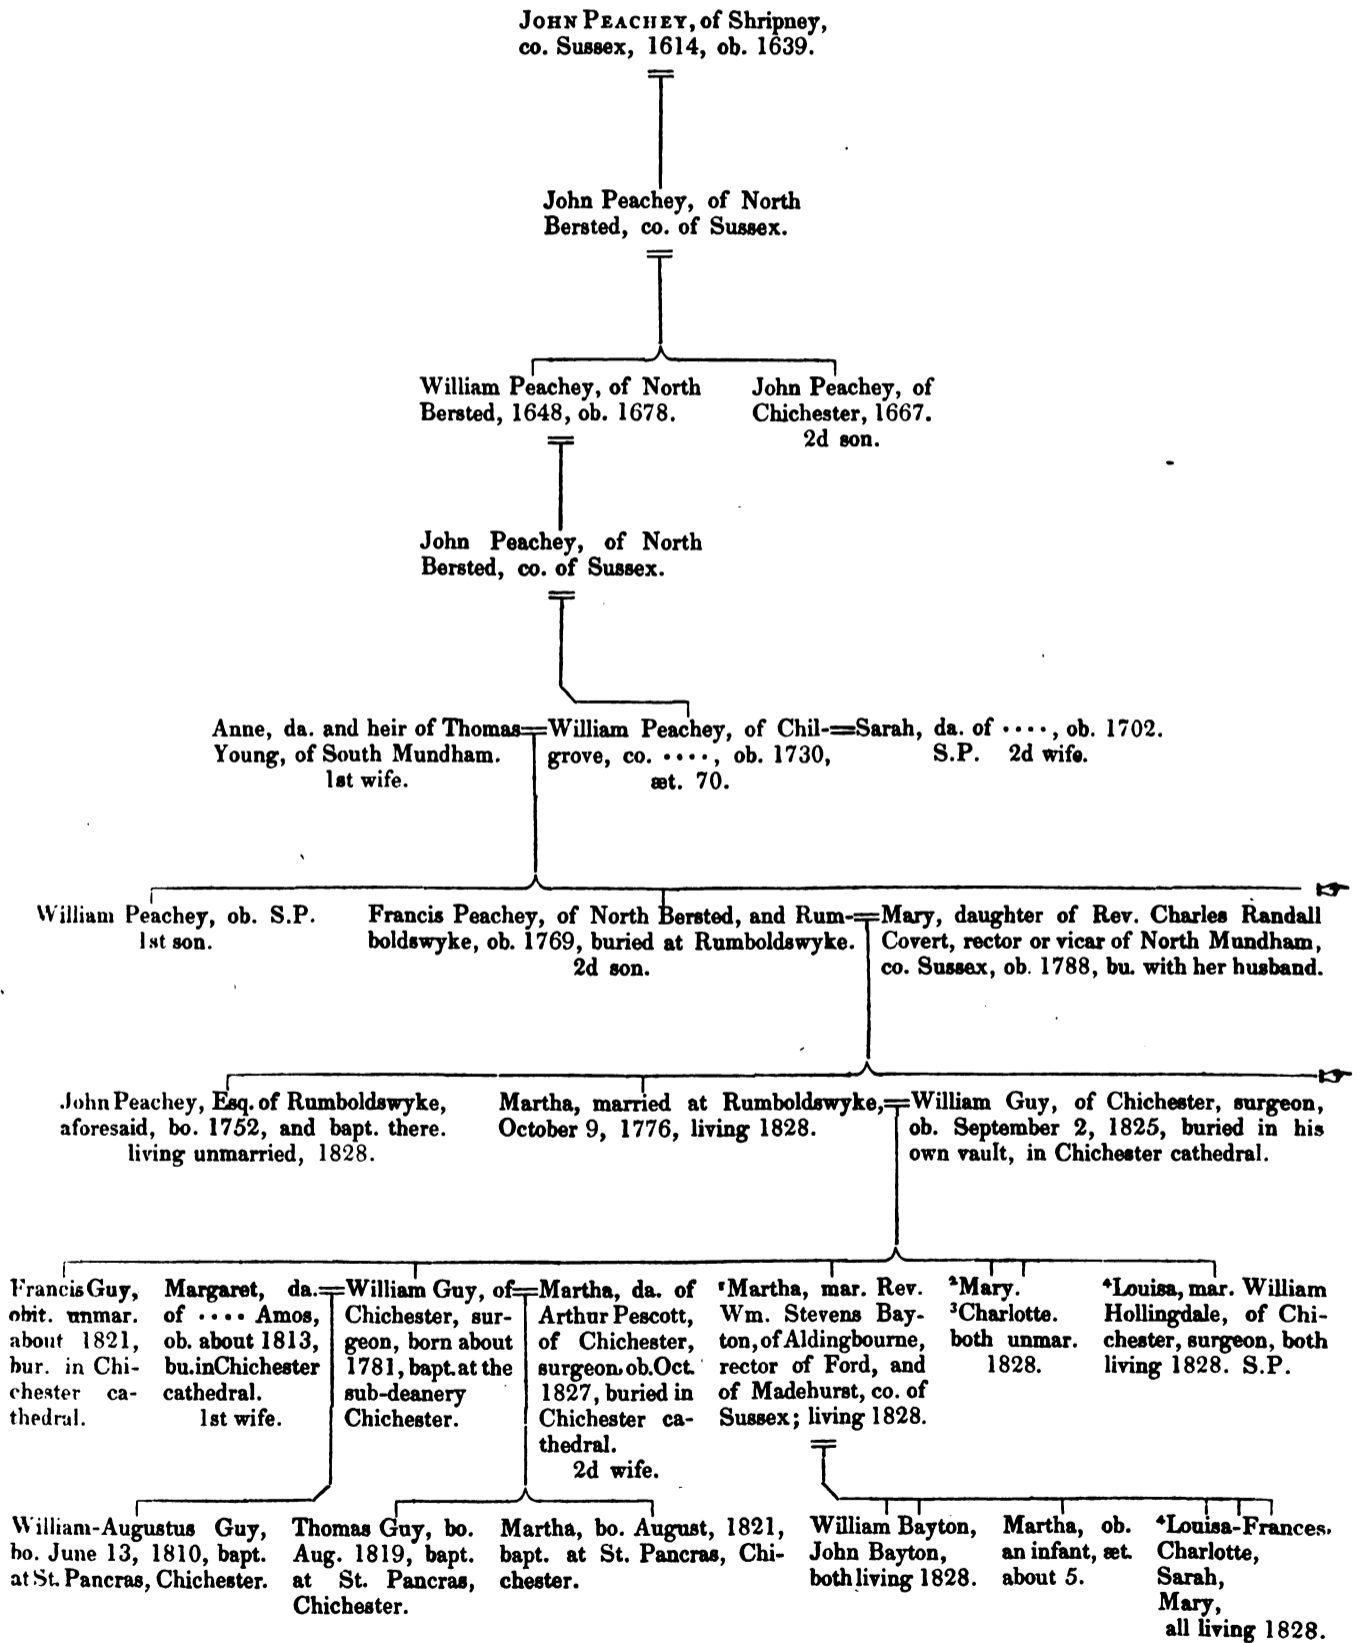 JOHN PEACHEY, of Shripney,
co. Sussex, 1614, ob. 1639.
John Peachey, of North
Bersted, co. of Sussex.
William Peachey, of North
Bersted, 1648, ob. 1678.
John Peachey, of
Chichester, 1667.
2d son.
John Peachey, of North
Bersted, co. of Sussex.
Anne, da. and heir of Thomas
Young, of South Mundham.
1st wife.
William Peachey, of Chil-
grove, co. ····, ob. 1730,
æt. 70.
Sarah, da. of ····, ob. 1702.
S.P. 2d wife.
William Peachey, ob. S.P.
1st son.
Francis Peachey, of North Bersted, and Rum-
boldswyke, ob. 1769, buried at Rumboldswyke.
2d son.
Mary, daughter of Rev. Charles Randall
Covert, rector or vicar of North Mundham,
co. Sussex, ob. 1788, bu. with her husband.
John Peachey, Esq. of Rumboldswyke,
aforesaid, bo. 1752, and bapt. there.
living unmarried, 1828.
Martha, married at Rumboldswyke,
October 9, 1776, living 1828.
William Guy, of Chichester, surgeon,
ob. September 2, 1825, buried in his
own vault, in Chichester cathedral.
Francis Guy,
obit. unmar.
about 1821,
bur. in Chi-
chester ca-
thedral.
Margaret, da.
of ···· Amos,
ob. about 1813,
bu. in Chichester
cathedral.
1st wife.
William Guy, of
Chichester, sur-
geon, born about
1781, bapt. at the
sub-deanery
Chichester.
Martha, da. of
Arthur Pescott,
of Chichester,
surgeon, ob. Oct.
1827, buried in
Chichester ca-
thedral.
2d wife.
¹Martha, mar. Rev.
Wm. Stevens Bay-
ton, of Aldingbourne,
rector of Ford, and
of Madehurst, co. of
Sussex; living 1828.
²Mary.
³Charlotte.
both unmar.
1828.
⁴Louisa, mar. William
Hollingdale, of Chi-
chester, surgeon, both
living 1828. S.P.
William-Augustus Guy,
bo. June 13, 1810, bapt.
at St. Pancras, Chichester.
Thomas Guy, bo.
Aug. 1819, bapt.
at St. Pancras,
Chichester.
Martha, bo. August, 1821,
bapt. at St. Pancras, Chi-
chester.
William Bayton,
John Bayton,
both living 1828.
Martha, ob.
an infant, æt.
about 5.
⁴Louisa-Frances,
Charlotte,
Sarah,
Mary,
all living 1828.